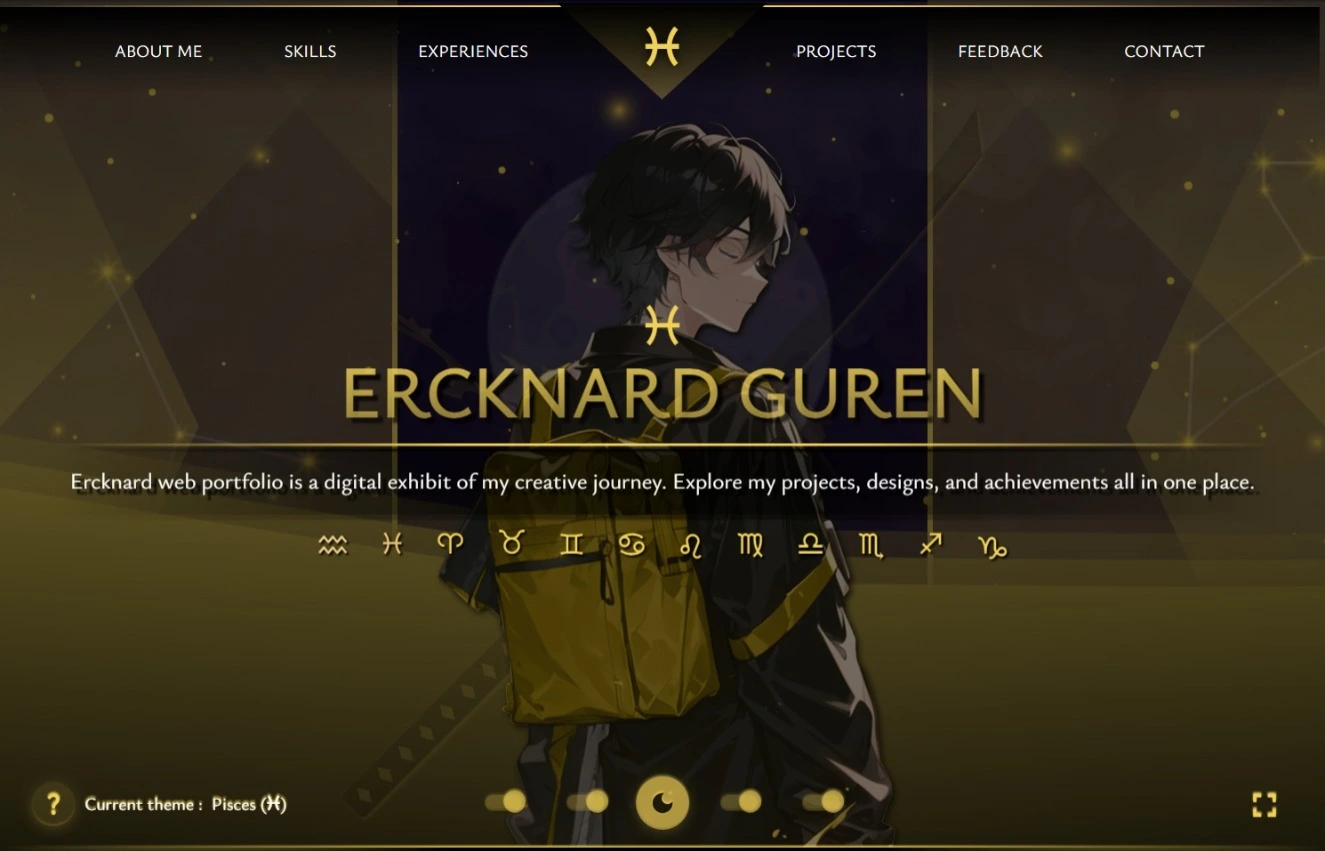 ABOUT ME SKILLS EXPERIENCES ♓ PROJECTS FEEDBACK CONTACT
♓
ERCKNARD GUREN
Ercknard web portfolio is a digital exhibit of my creative journey. Explore my projects, designs, and achievements all in one place.
♒ ♓ ♈ ♉ ♊ ♋ ♌ ♍ ♎ ♏ ♐ ♑
? Current theme : Pisces (♓)